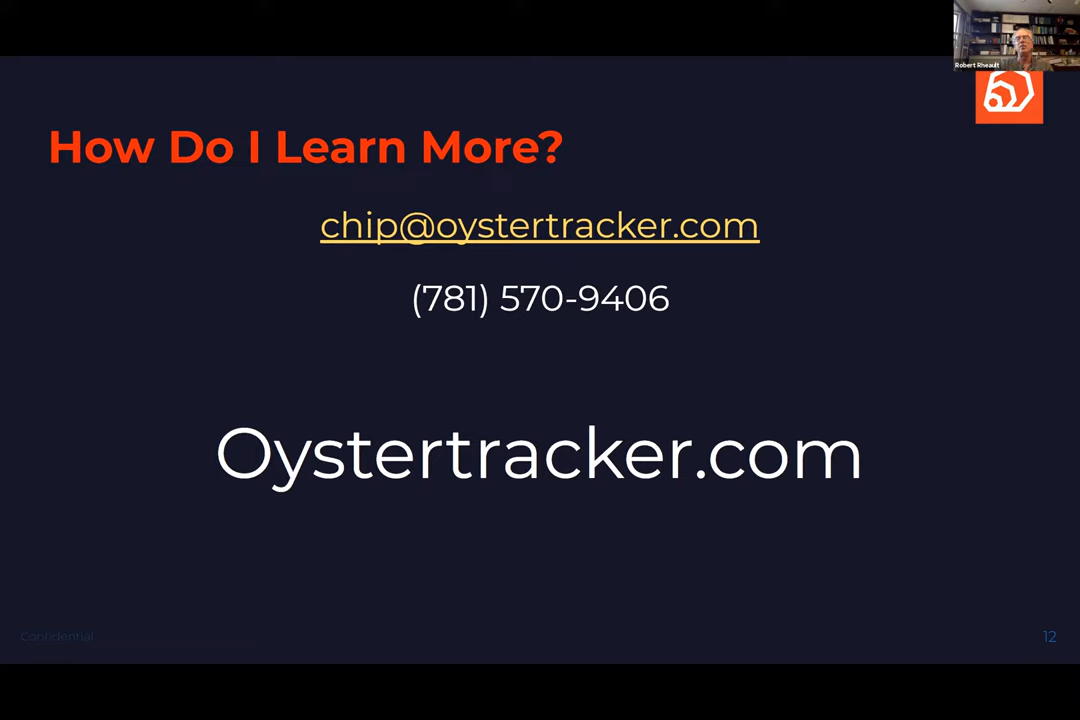 Robert Rheault
How Do I Learn More?
chip@oystertracker.com
(781) 570-9406
Oystertracker.com
Confidential
12